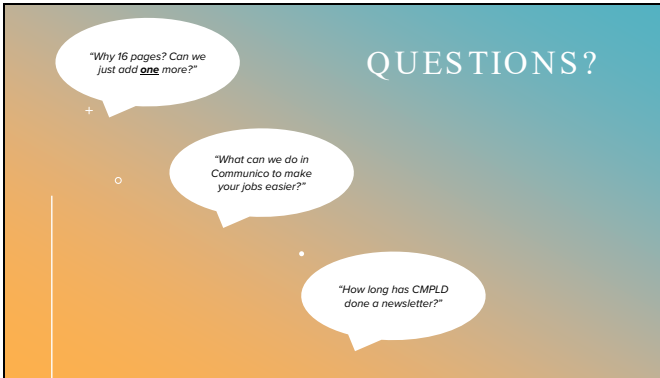 QUESTIONS?
“Why 16 pages? Can we
just add one more?”
“What can we do in
Communico to make
your jobs easier?”
“How long has CMPLD
done a newsletter?”